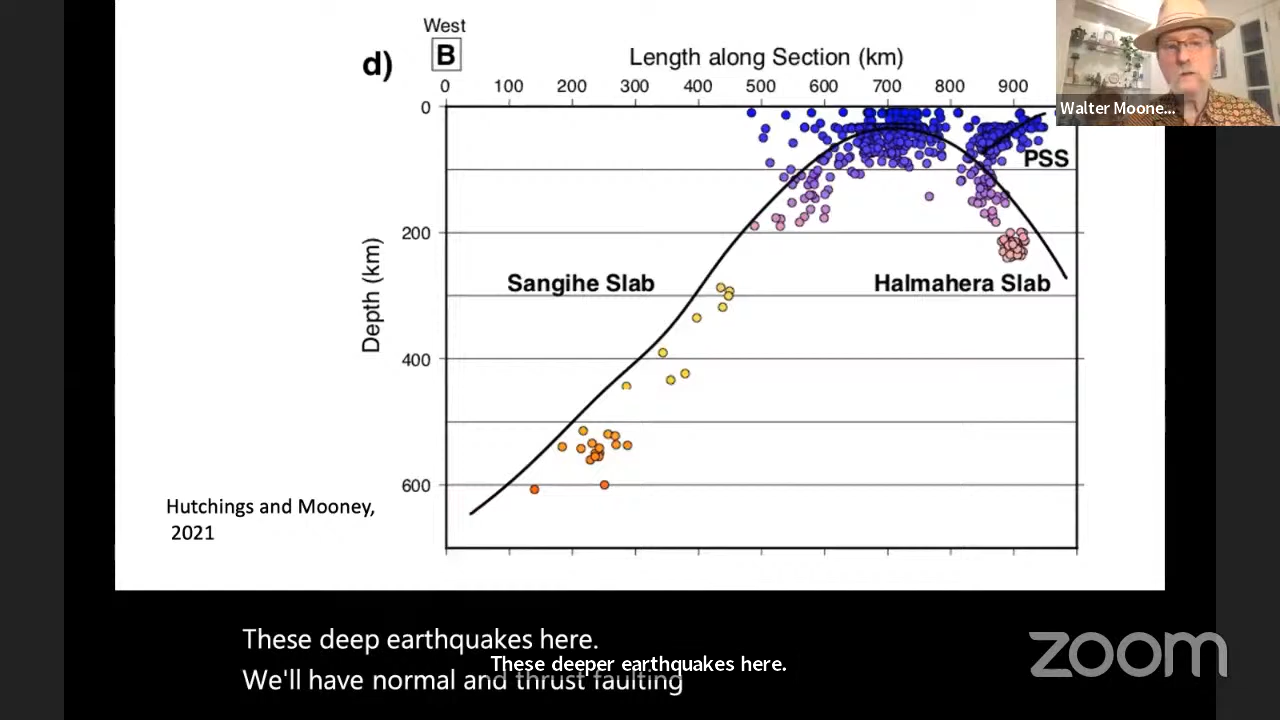 West
d)
B
Length along Section (km)
0 100 200 300 400 500 600 700 800 900
Walter Moone...
0
PSS
200
Depth (km)
Sangihe Slab
Halmahera Slab
400
600
Hutchings and Mooney,
2021
These deep earthquakes here.
These deeper earthquakes here.
We'll have normal and thrust faulting
zoom